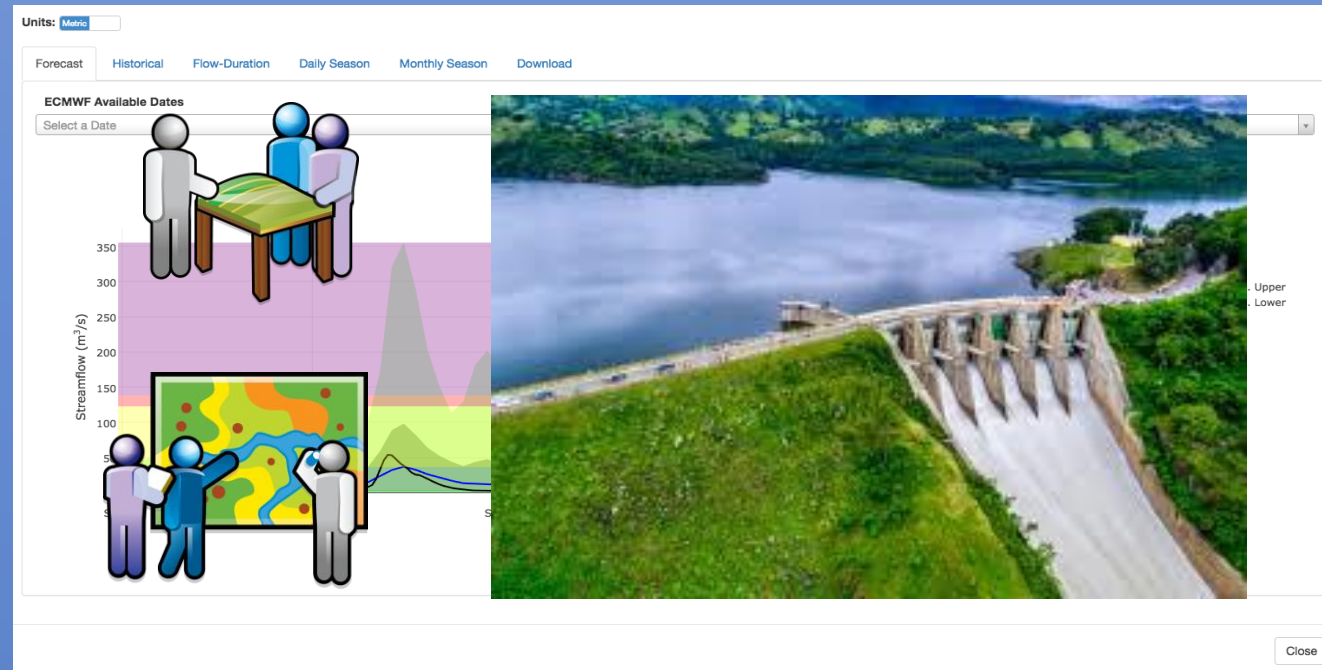 Units: Metric
Forecast Historical Flow-Duration Daily Season Monthly Season Download
ECMWF Available Dates
Select a Date
350
300
250
200
150
100
Streamflow (m³/s)
. Upper
. Lower
Close